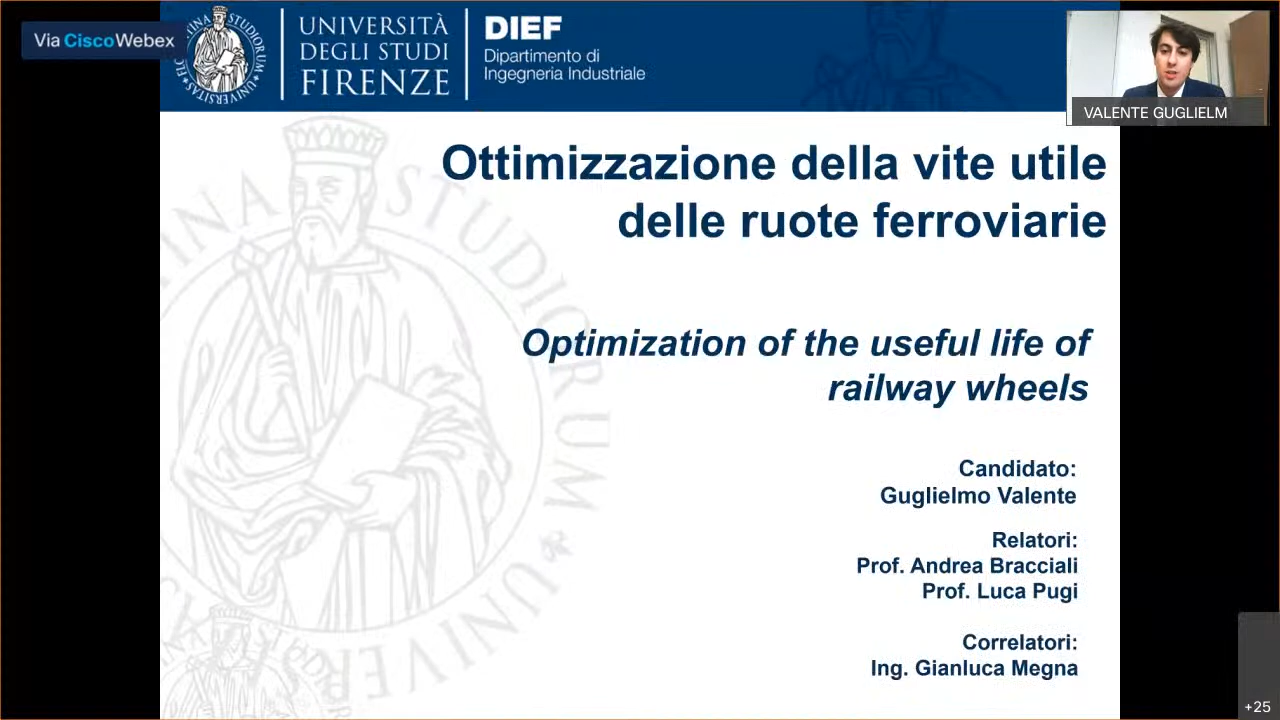 Via Cisco Webex
UNIVERSITÀ
DEGLI STUDI
FIRENZE
DIEF
Dipartimento di
Ingegneria Industriale
VALENTE GUGLIELM
Ottimizzazione della vite utile
delle ruote ferroviarie
Optimization of the useful life of
railway wheels
Candidato:
Guglielmo Valente
Relatori:
Prof. Andrea Bracciali
Prof. Luca Pugi
Correlatori:
Ing. Gianluca Megna
+25